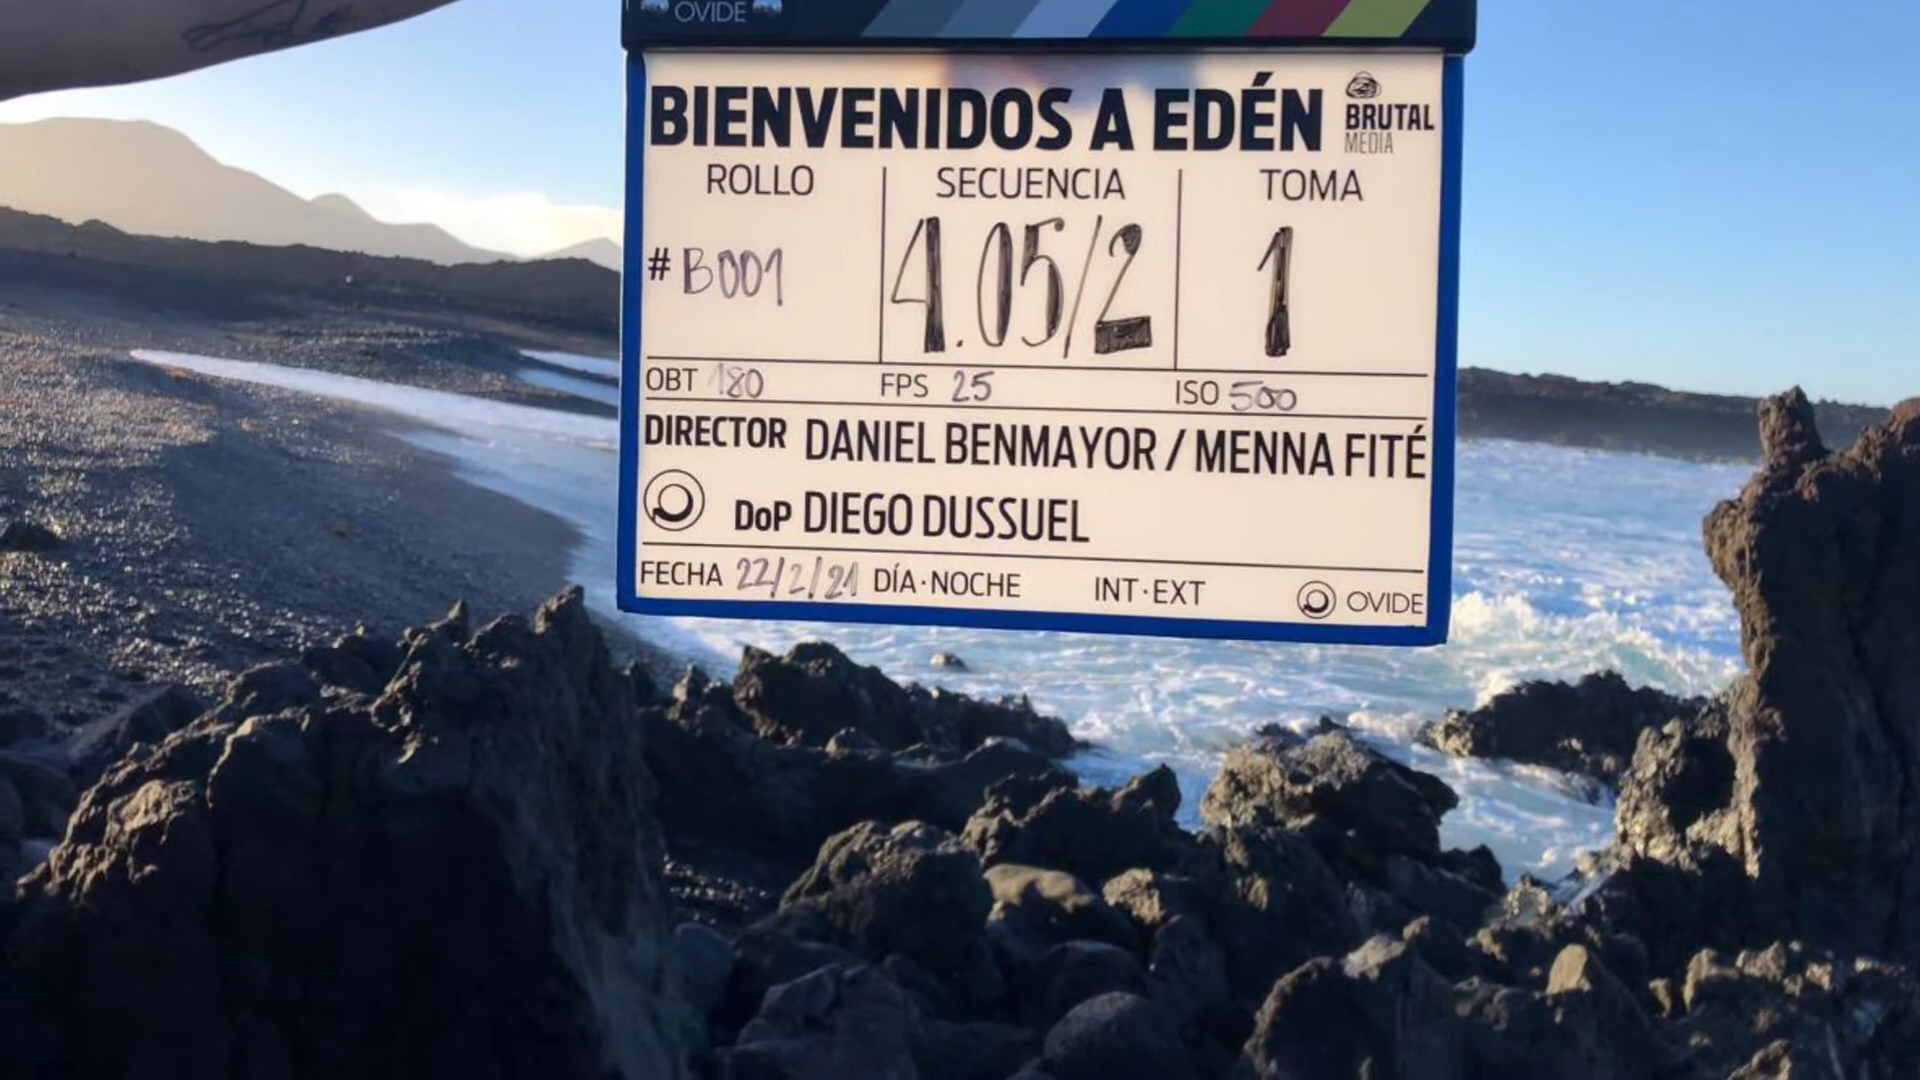 OVIDE
BIENVENIDOS A EDÉN
BRUTAL
MEDIA
ROLLO SECUENCIA TOMA
#B001 4.05/2 1
OBT 180 FPS 25 ISO 500
DIRECTOR DANIEL BENMAYOR / MENNA FITÉ
DoP DIEGO DUSSUEL
FECHA 22/2/21 DÍA·NOCHE INT·EXT OVIDE